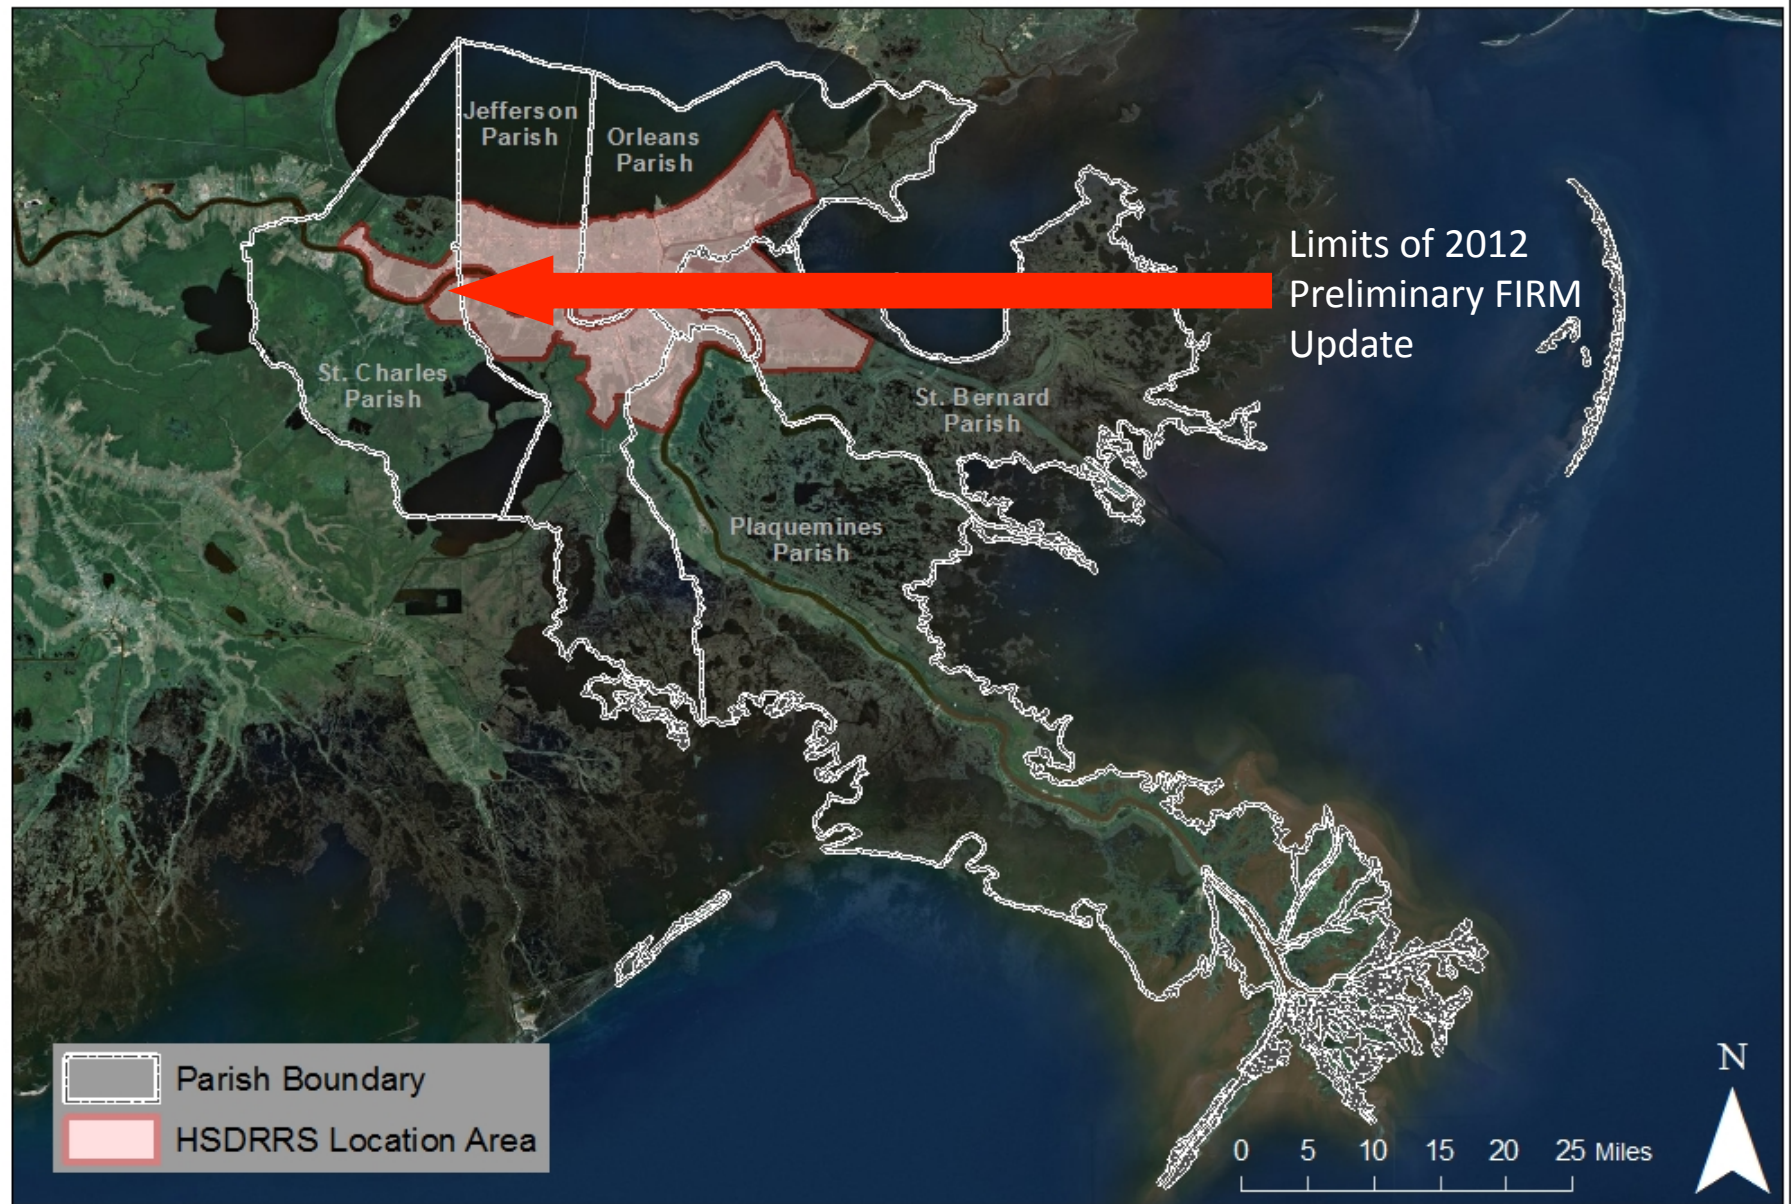 Jefferson
Parish
Orleans
Parish
Limits of 2012
Preliminary FIRM
Update
St. Charles
Parish
St. Bernard
Parish
Plaquemines
Parish
Parish Boundary
HSDRRS Location Area
N
0 5 10 15 20 25 Miles